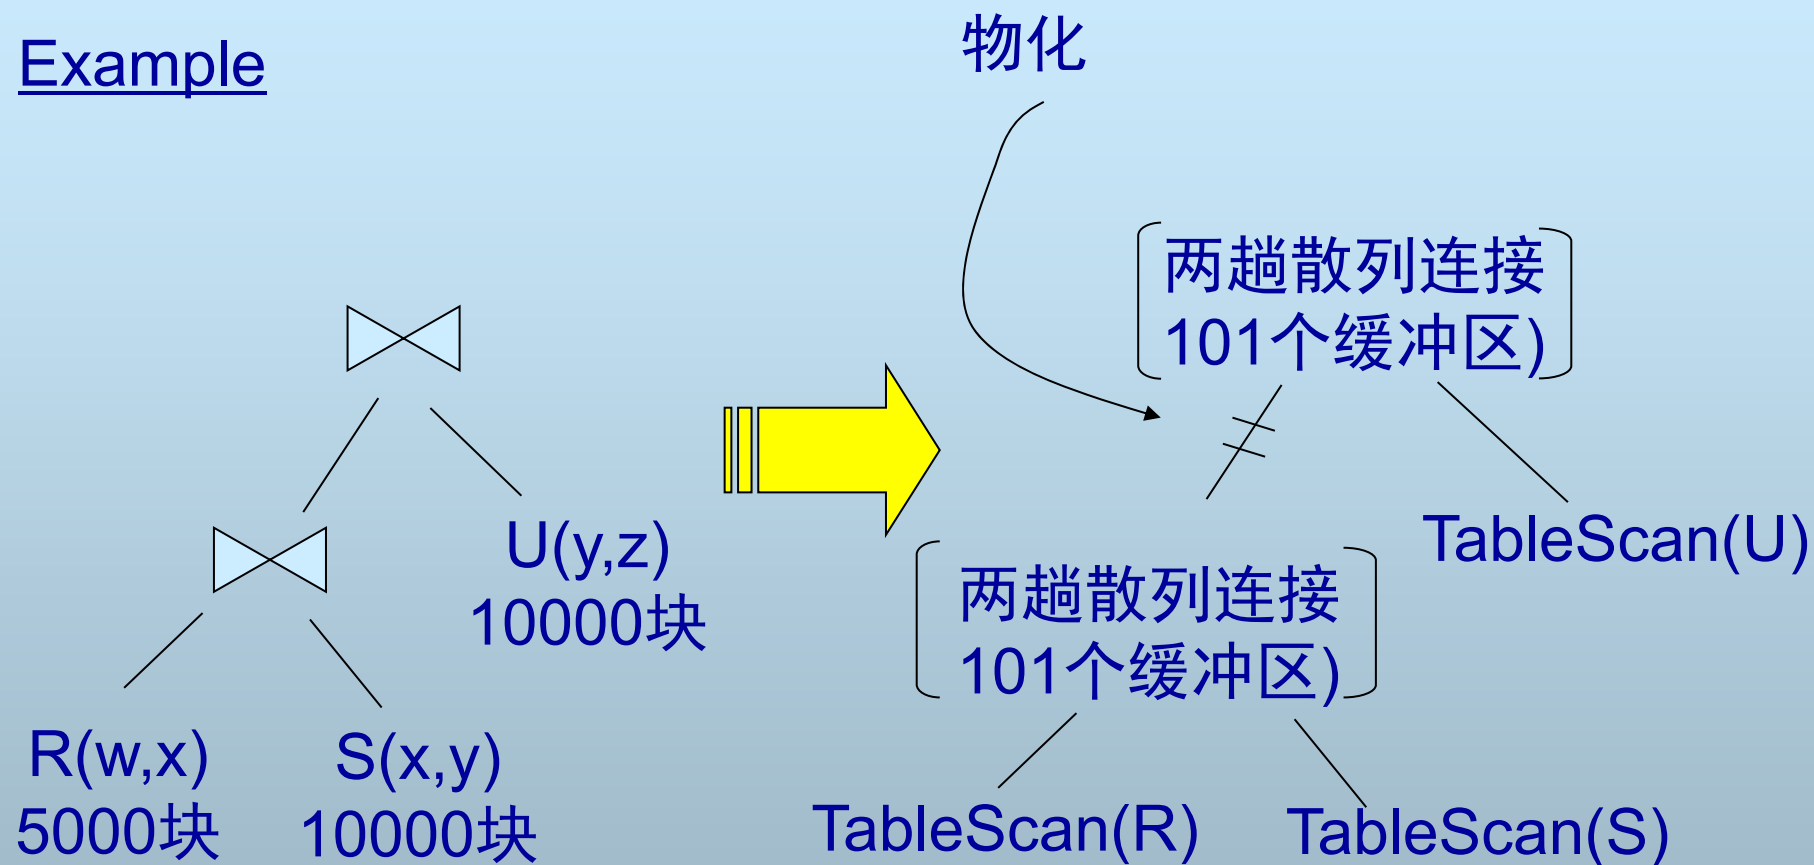 Example
物化
两趟散列连接
101个缓冲区)
U(y,z)
10000块
TableScan(U)
两趟散列连接
101个缓冲区)
R(w,x)
5000块
S(x,y)
10000块
TableScan(R)
TableScan(S)